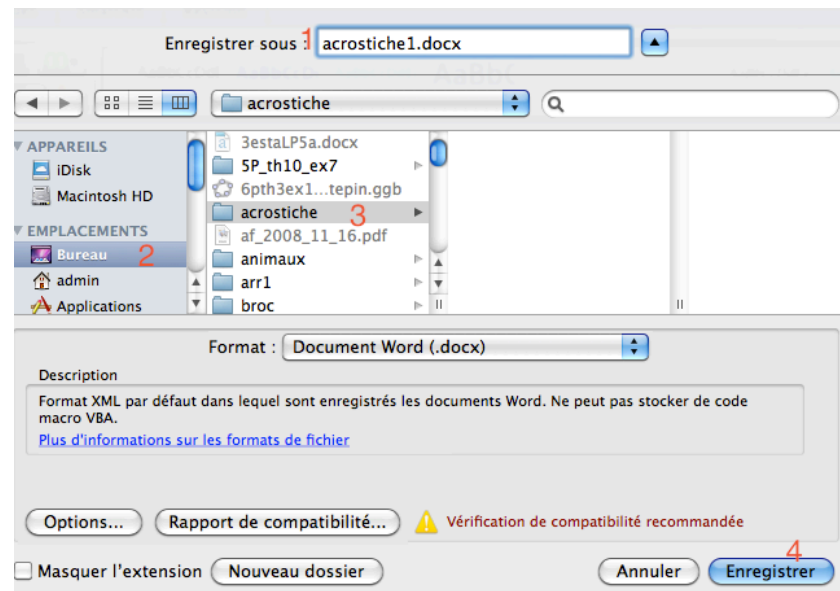 Enregistrer sous : 1 acrostiche1.docx
acrostiche
APPAREILS
iDisk
Macintosh HD
EMPLACEMENTS
Bureau 2
admin
Applications
3estaLP5a.docx
5P_th10_ex7
6pth3ex1...tepin.ggb
acrostiche 3
af_2008_11_16.pdf
animaux
arr1
broc
Format : Document Word (.docx)
Description
Format XML par défaut dans lequel sont enregistrés les documents Word. Ne peut pas stocker de code
macro VBA.
Plus d'informations sur les formats de fichier
Options... Rapport de compatibilité... Vérification de compatibilité recommandée
4
Masquer l'extension Nouveau dossier Annuler Enregistrer